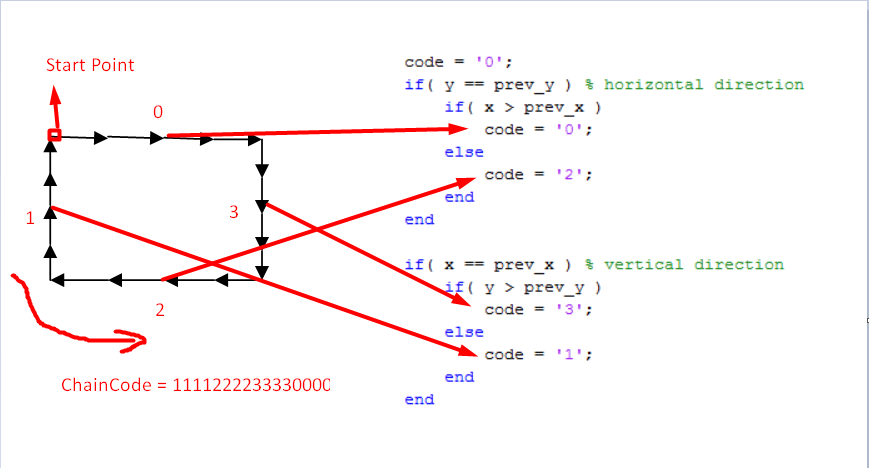 Start Point
0
1
3
2
ChainCode = 1111222233330000
code = '0';
if( y == prev_y ) % horizontal direction
if( x > prev_x )
code = '0';
else
code = '2';
end
end
if( x == prev_x ) % vertical direction
if( y > prev_y )
code = '3';
else
code = '1';
end
end